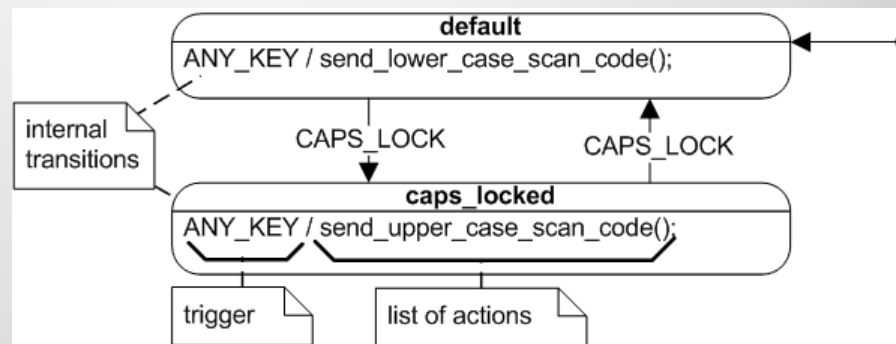 default
ANY_KEY / send_lower_case_scan_code();
internal
transitions
CAPS_LOCK
CAPS_LOCK
caps_locked
ANY_KEY / send_upper_case_scan_code();
trigger
list of actions